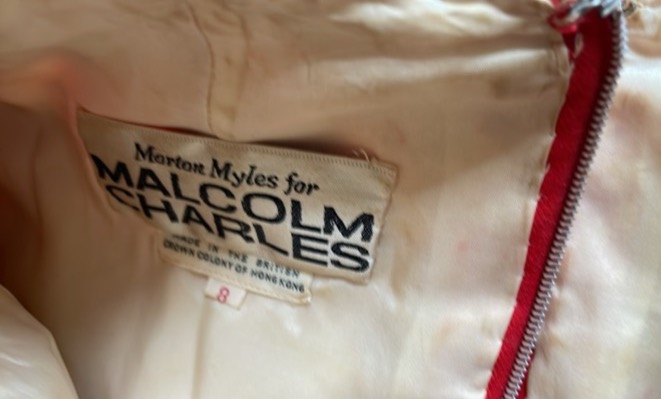 Morton Myles for
MALCOLM
CHARLES
MADE IN THE BRITISH
CROWN COLONY OF HONG KONG
8